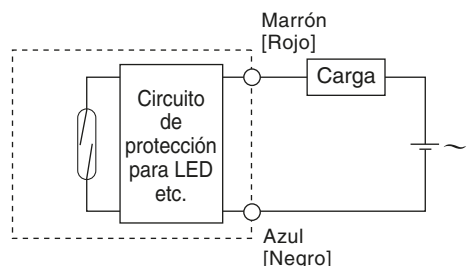 Marrón
[Rojo]
Carga
Circuito
de
protección
para LED
etc.
~
Azul
[Negro]